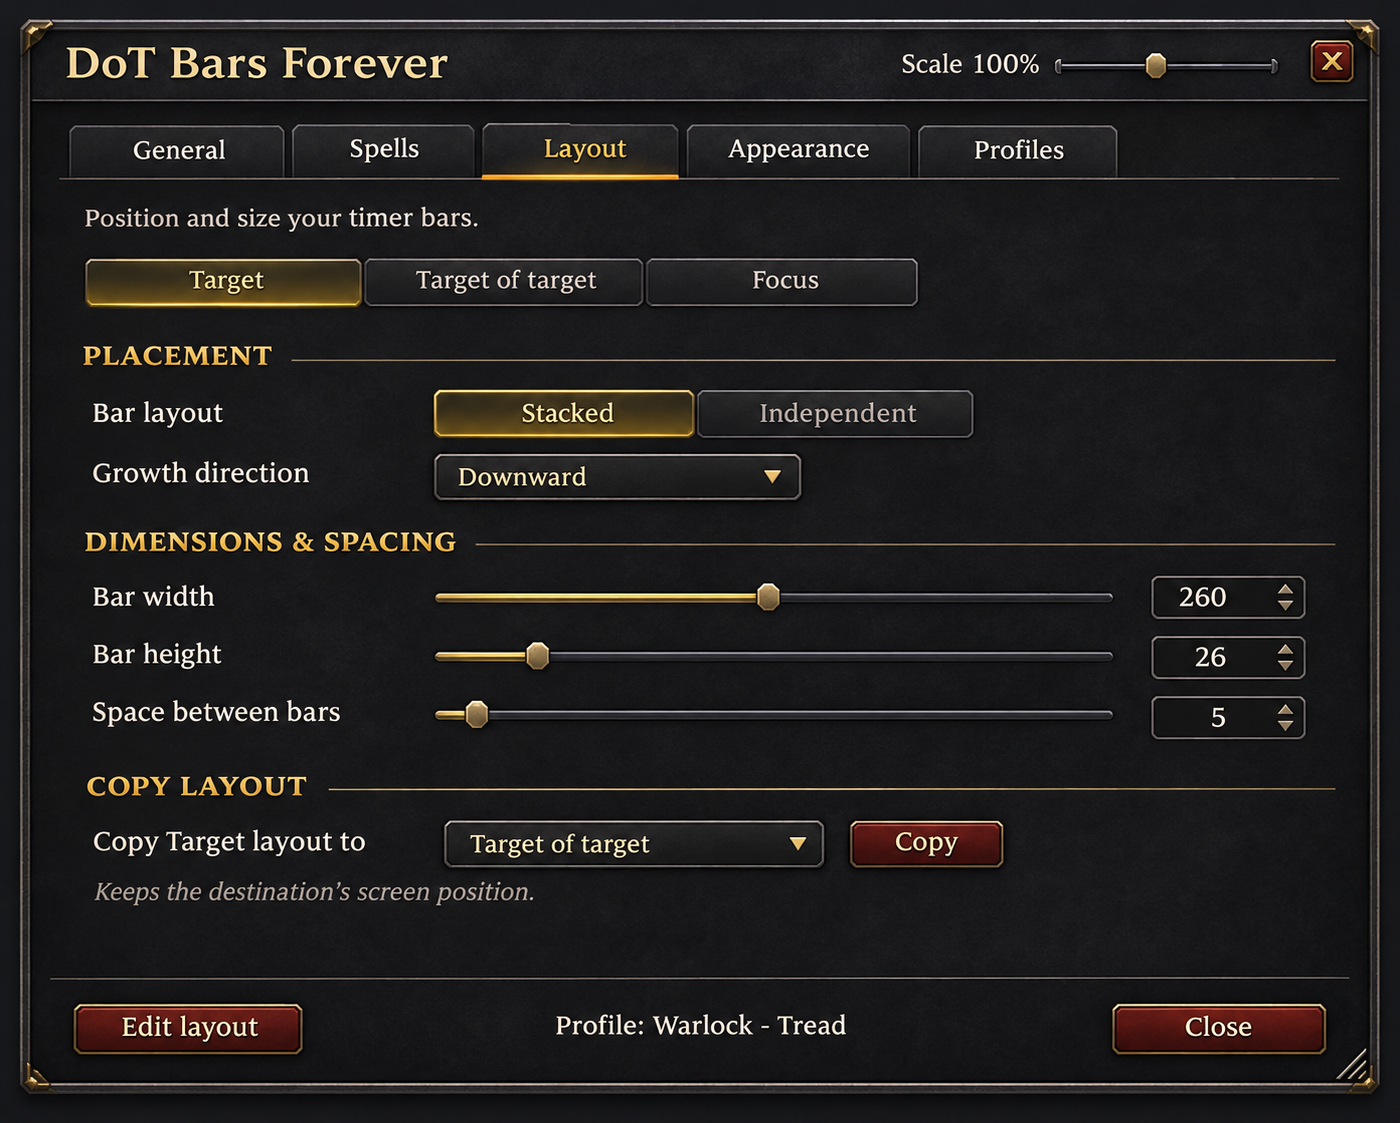 DoT Bars Forever
Scale 100%
X
General Spells Layout Appearance Profiles
Position and size your timer bars.
Target Target of target Focus
PLACEMENT
Bar layout Stacked Independent
Growth direction Downward
DIMENSIONS & SPACING
Bar width 260
Bar height 26
Space between bars 5
COPY LAYOUT
Copy Target layout to Target of target Copy
Keeps the destination's screen position.
Edit layout Profile: Warlock - Tread Close